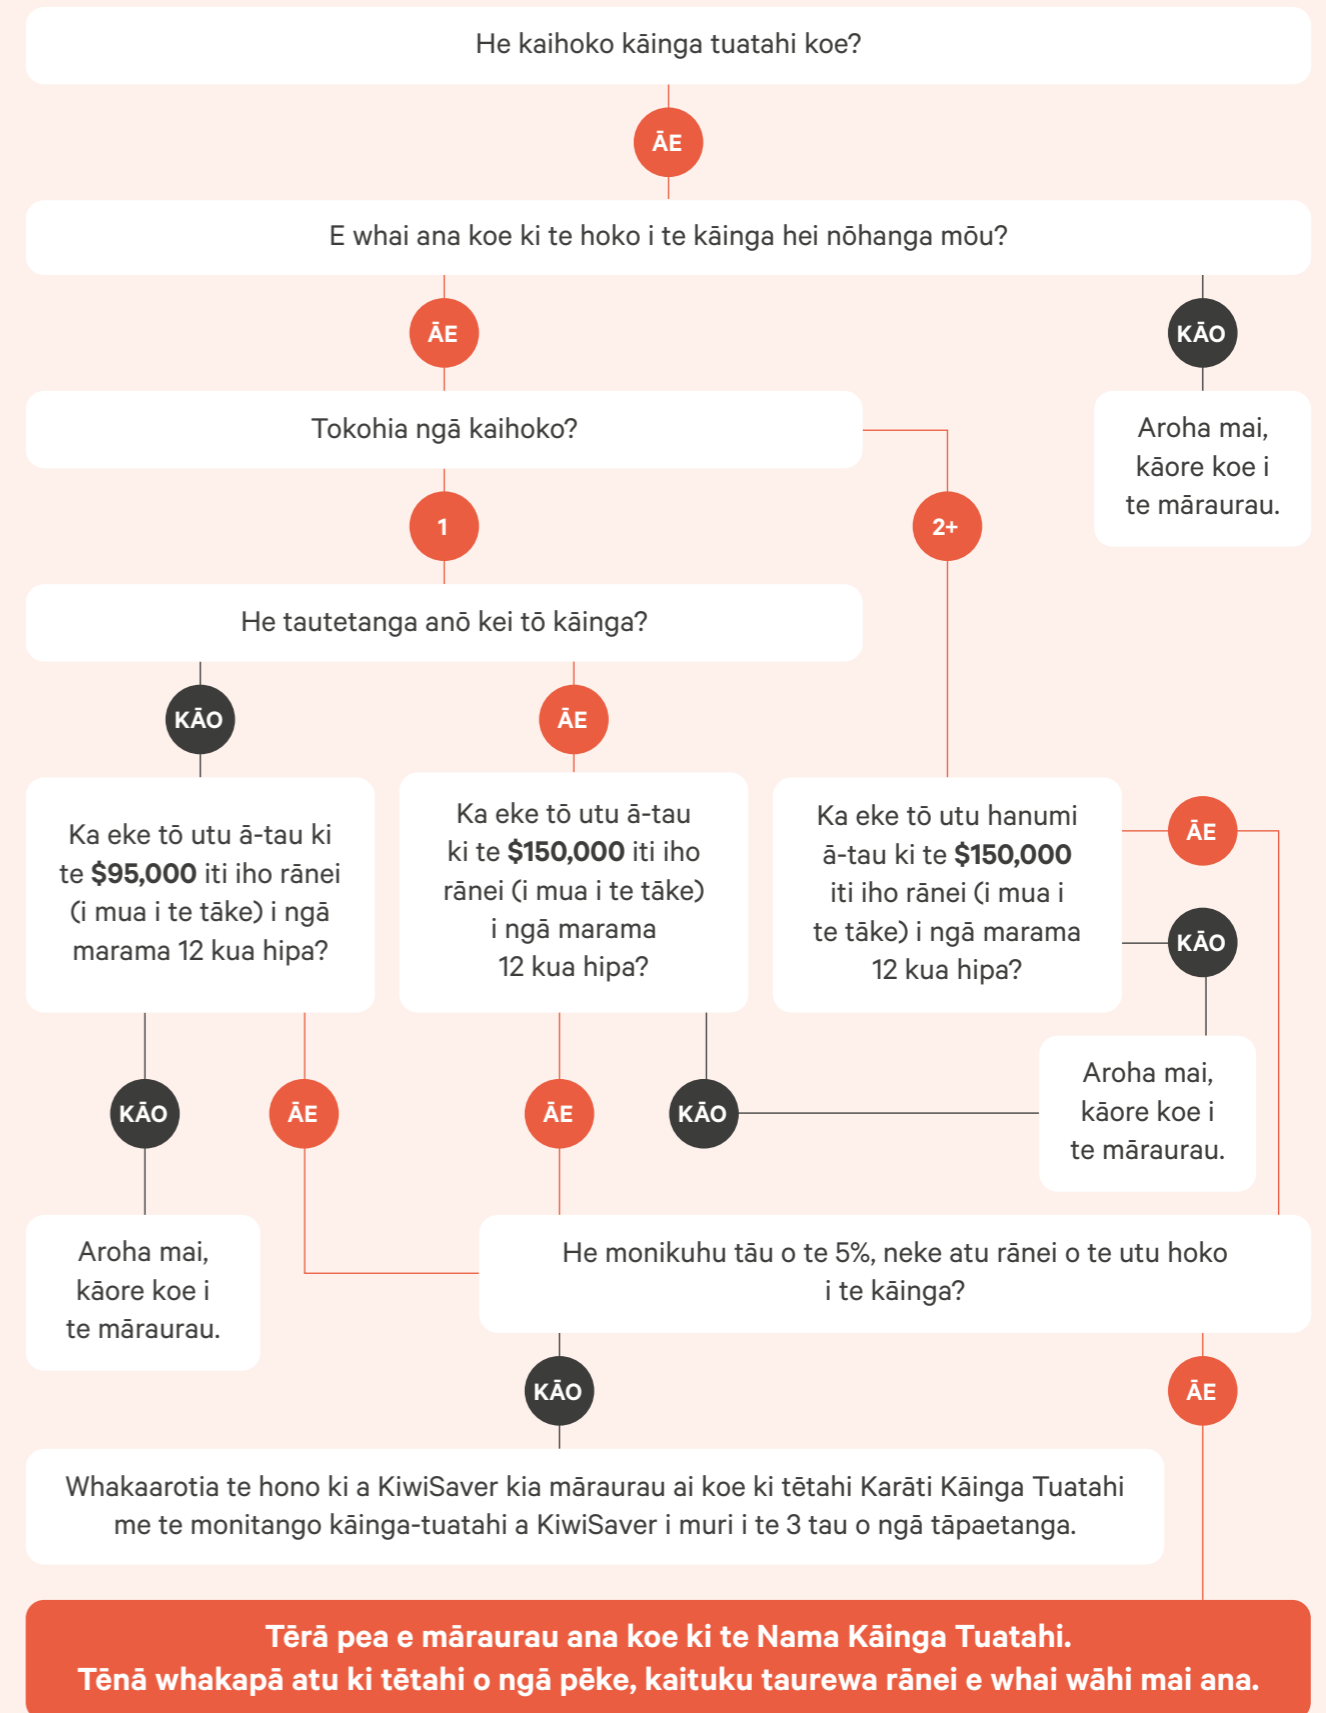 He kaihoko kāinga tuatahi koe?
ĀE
E whai ana koe ki te hoko i te kāinga hei nōhanga mōu?
ĀE
KĀO
Tokohia ngā kaihoko?
Aroha mai,
kāore koe i
te māraurau.
1
2+
He tautetanga anō kei tō kāinga?
KĀO
ĀE
Ka eke tō utu ā-tau ki
te $95,000 iti iho rānei
(i mua i te tāke) i ngā
marama 12 kua hipa?
Ka eke tō utu ā-tau
ki te $150,000 iti iho
rānei (i mua i te tāke)
i ngā marama
12 kua hipa?
Ka eke tō utu hanumi
ā-tau ki te $150,000
iti iho rānei (i mua i
te tāke) i ngā marama
12 kua hipa?
ĀE
KĀO
KĀO
ĀE
ĀE
KĀO
Aroha mai,
kāore koe i
te māraurau.
Aroha mai,
kāore koe i
te māraurau.
He monikuhu tāu o te 5%, neke atu rānei o te utu hoko
i te kāinga?
KĀO
ĀE
Whakaarotia te hono ki a KiwiSaver kia māraurau ai koe ki tētahi Karāti Kāinga Tuatahi
me te monitango kāinga-tuatahi a KiwiSaver i muri i te 3 tau o ngā tāpaetanga.
Tērā pea e māraurau ana koe ki te Nama Kāinga Tuatahi.
Tēnā whakapā atu ki tētahi o ngā pēke, kaituku taurewa rānei e whai wāhi mai ana.